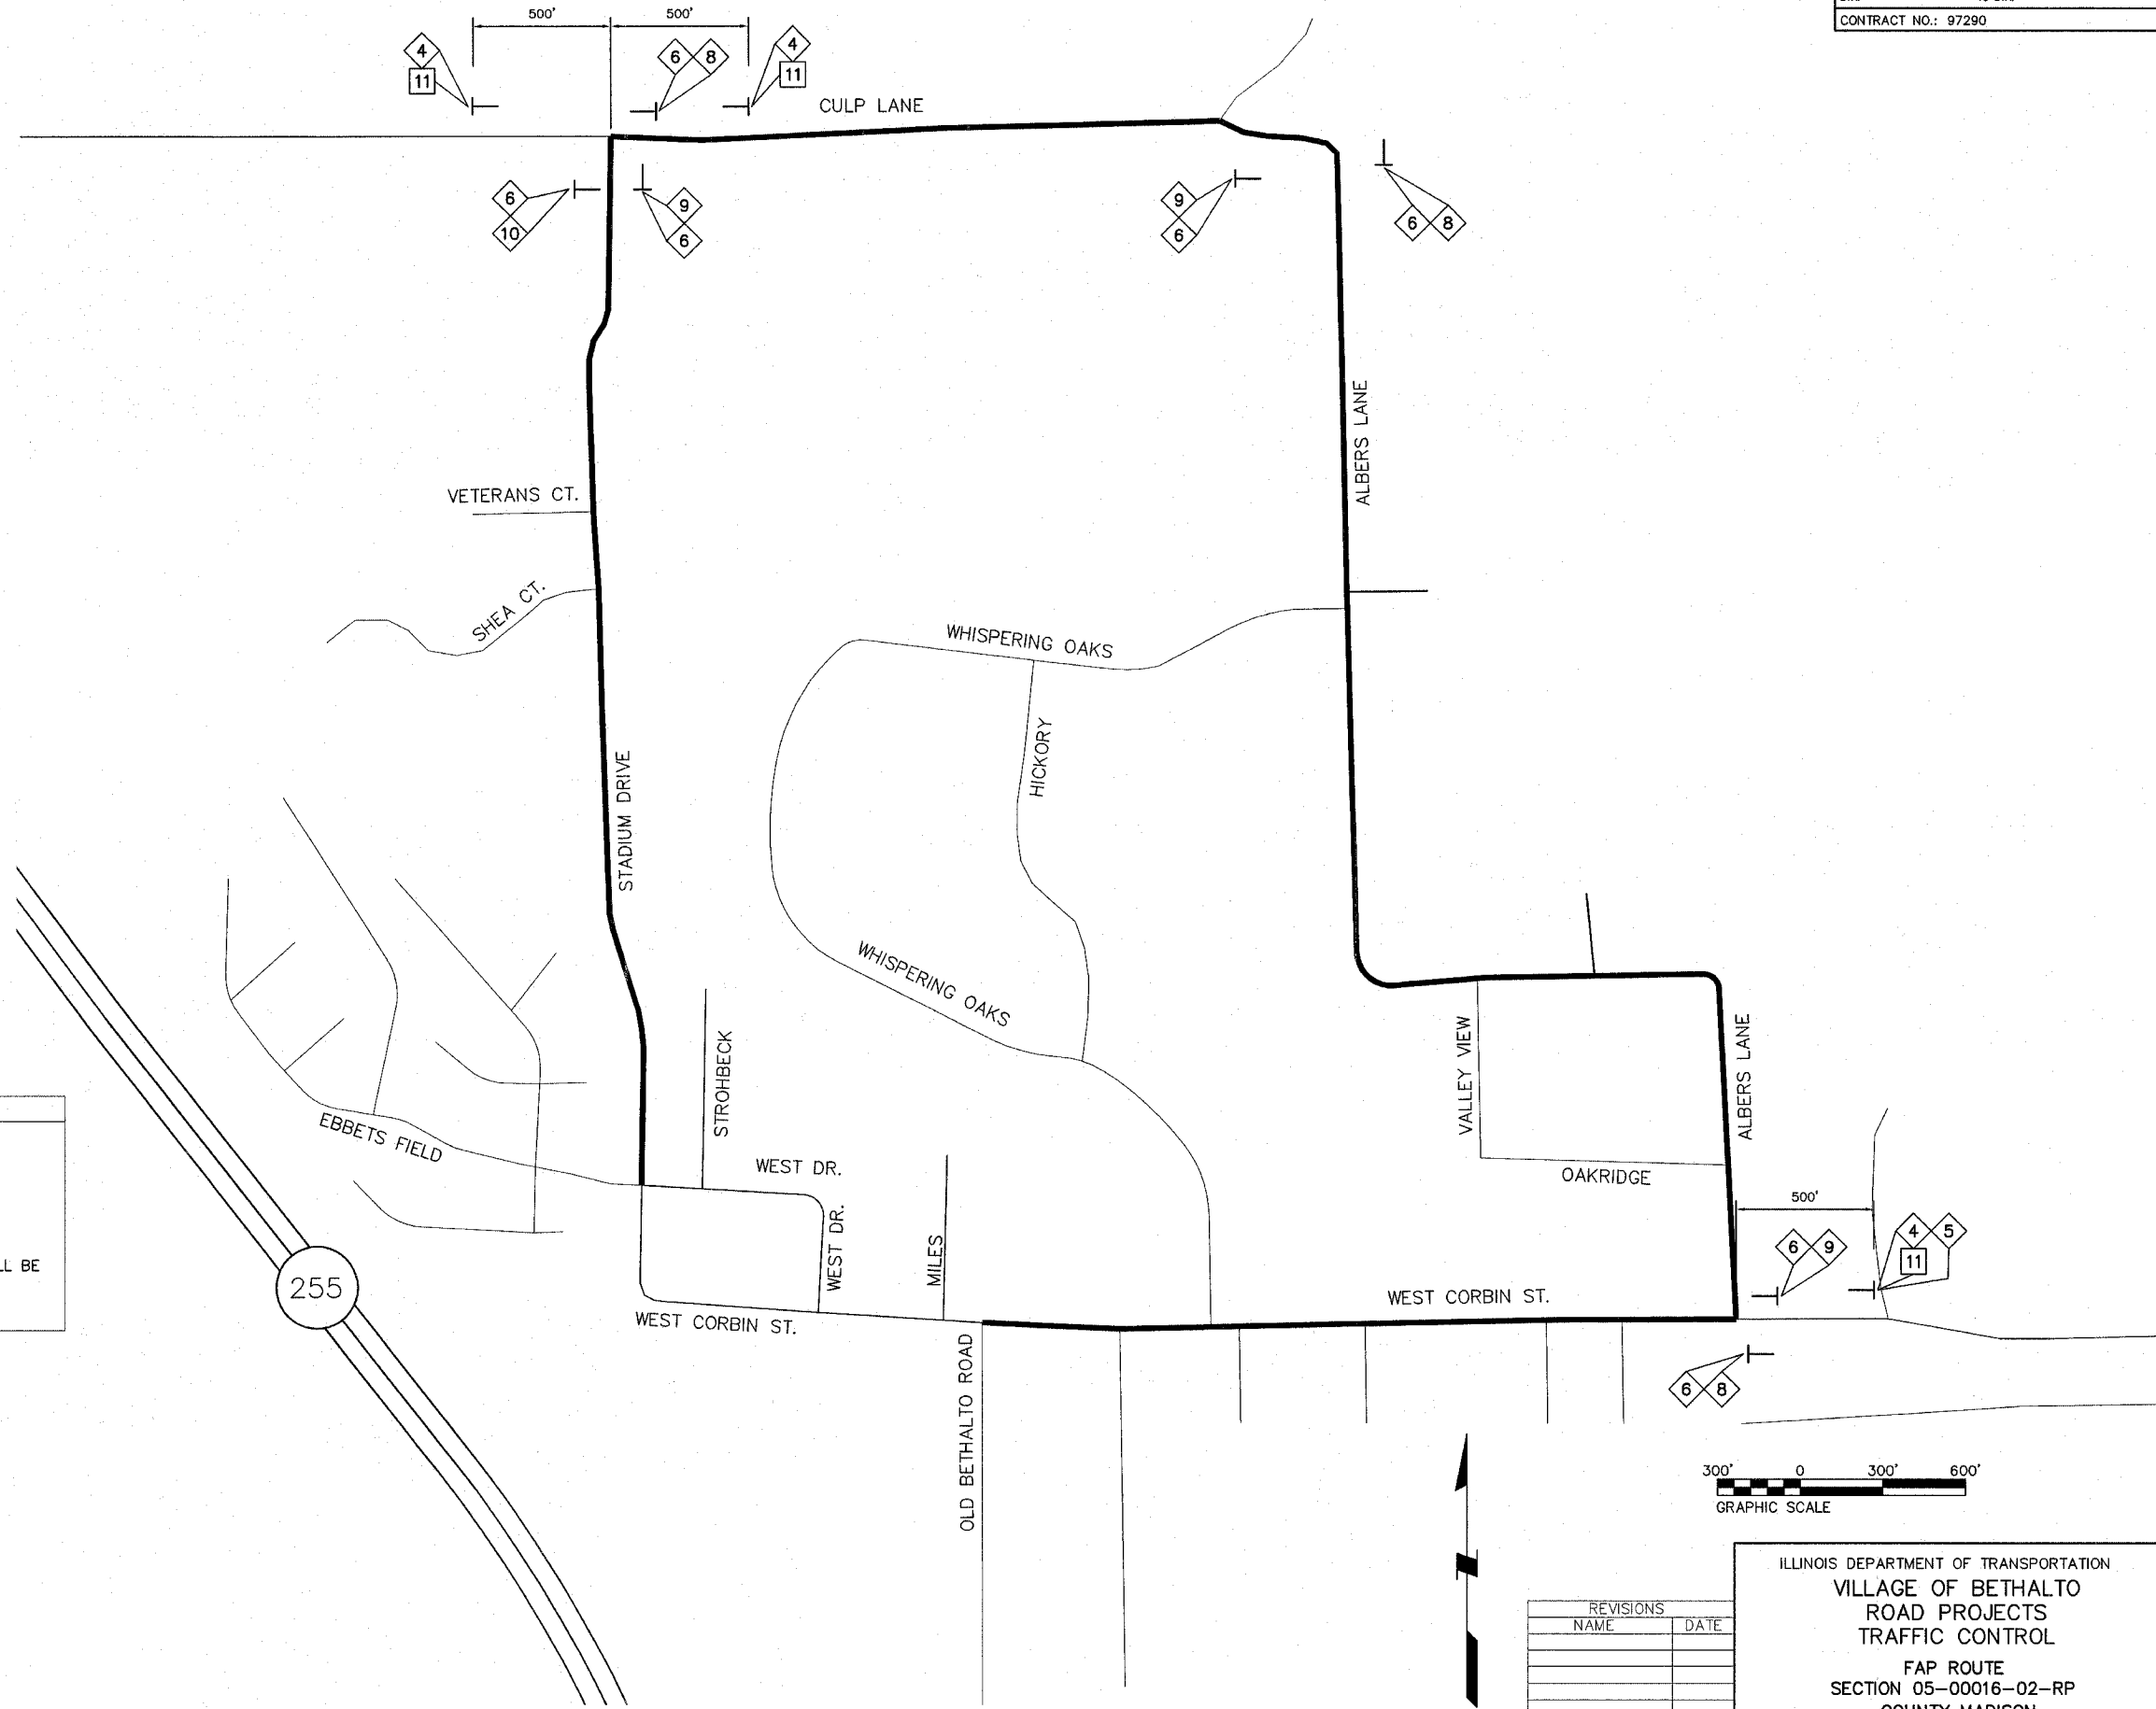 CONTRACT NO.: 97290
500'
500'
4
11
6
8
4
11
CULP LANE
6
10
9
6
9
6
6
8
ALBERS LANE
VETERANS CT.
SHEA CT.
WHISPERING OAKS
HICKORY
STADIUM DRIVE
WHISPERING OAKS
STROHBECK
VALLEY VIEW
ALBERS LANE
EBBETS FIELD
WEST DR.
OAKRIDGE
WEST DR.
MILES
500'
6
9
4
5
11
LL BE
255
WEST CORBIN ST.
WEST CORBIN ST.
OLD BETHALTO ROAD
6
8
300'
0
300'
600'
GRAPHIC SCALE
ILLINOIS DEPARTMENT OF TRANSPORTATION
VILLAGE OF BETHALTO
ROAD PROJECTS
TRAFFIC CONTROL
FAP ROUTE
SECTION 05-00016-02-RP
COUNTY MADISON
REVISIONS
NAME
DATE